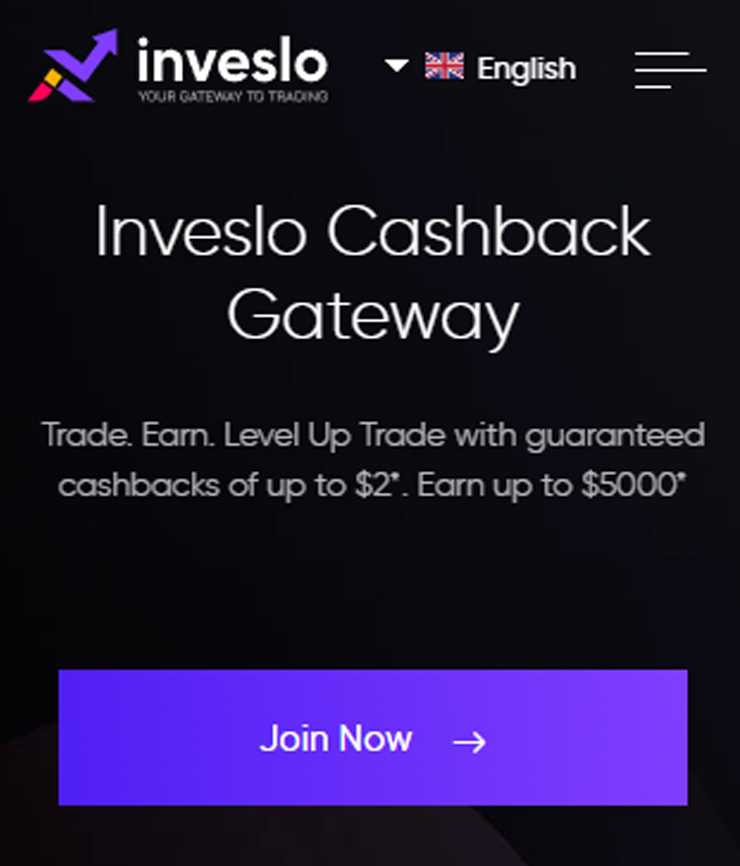 inveslo
YOUR GATEWAY TO TRADING
English
Inveslo Cashback
Gateway
Trade. Earn. Level Up Trade with guaranteed
cashbacks of up to $2*. Earn up to $5000*
Join Now →